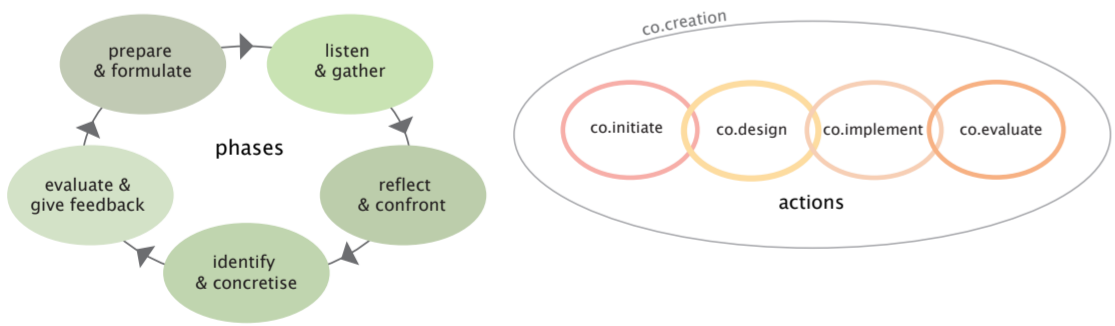 prepare
& formulate
listen
& gather
phases
evaluate &
give feedback
reflect
& confront
identify
& concretise
co.creation
co.initiate
co.design
co.implement
co.evaluate
actions